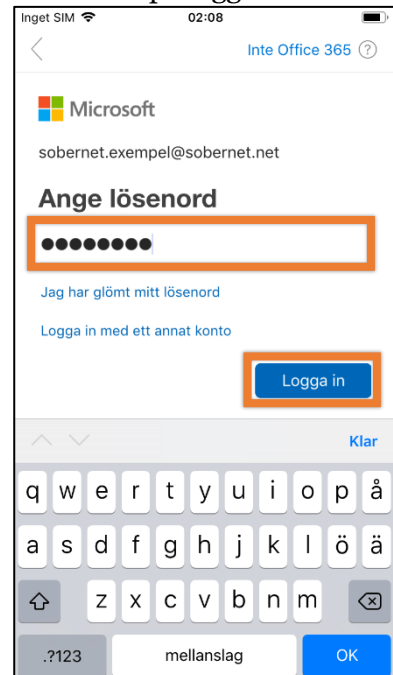 Inget SIM 02:08
Inte Office 365 ?
Microsoft
sobernet.exempel@sobernet.net
Ange lösenord
●●●●●●●●
Jag har glömt mitt lösenord
Logga in med ett annat konto
Logga in
Klar
q w e r t y u i o p å
a s d f g h j k l ö ä
z x c v b n m
.?123 mellanslag OK